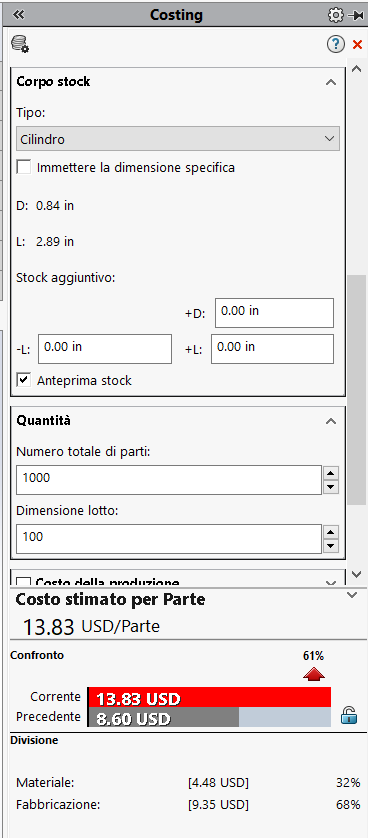 Costing
Corpo stock
Tipo:
Cilindro
Immettere la dimensione specifica
D: 0.84 in
L: 2.89 in
Stock aggiuntivo:
+D: 0.00 in
-L: 0.00 in +L: 0.00 in
Anteprima stock
Quantità
Numero totale di parti:
1000
Dimensione lotto:
100
Costo della produzione
Costo stimato per Parte
13.83 USD/Parte
Confronto 61%
Corrente 13.83 USD
Precedente 8.60 USD
Divisione
Materiale: [4.48 USD] 32%
Fabbricazione: [9.35 USD] 68%